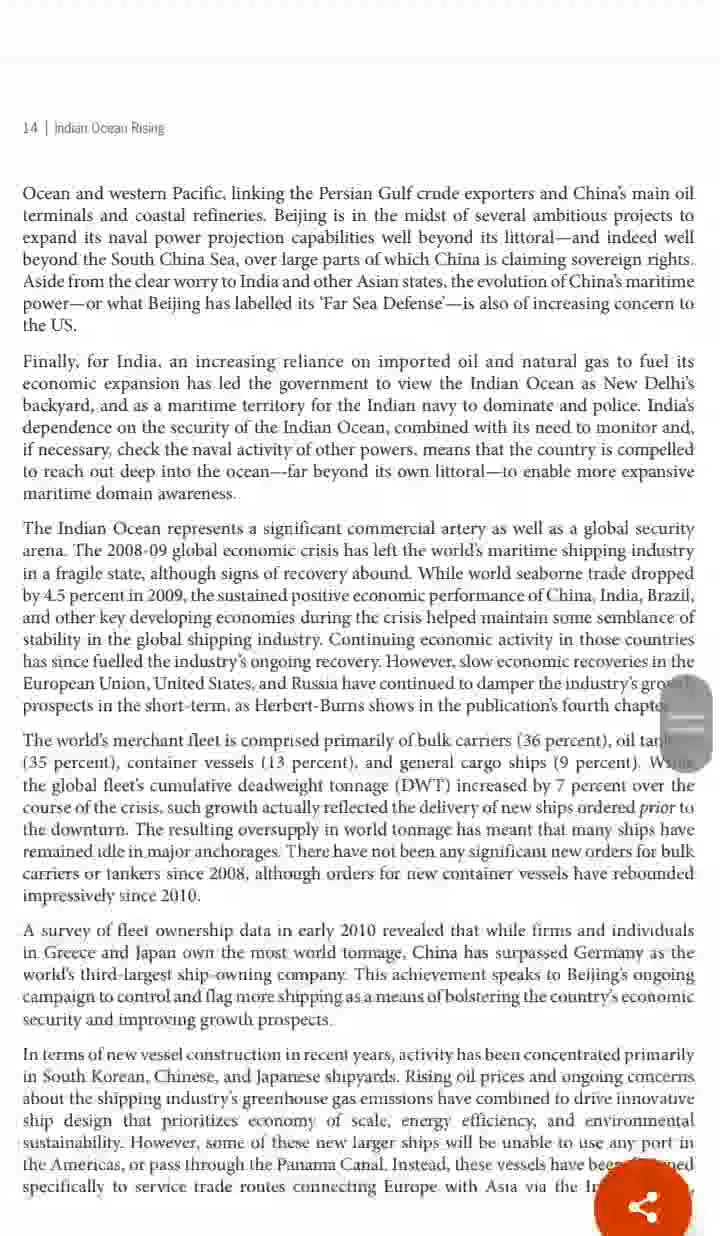 14 | Indian Ocean Rising
Ocean and western Pacific, linking the Persian Gulf crude exporters and China's main oil
terminals and coastal refineries. Beijing is in the midst of several ambitious projects to
expand its naval power projection capabilities well beyond its littoral—and indeed well
beyond the South China Sea, over large parts of which China is claiming sovereign rights.
Aside from the clear worry to India and other Asian states, the evolution of China's maritime
power—or what Beijing has labelled its 'Far Sea Defense'—is also of increasing concern to
the US.
Finally, for India, an increasing reliance on imported oil and natural gas to fuel its
economic expansion has led the government to view the Indian Ocean as New Delhi's
backyard, and as a maritime territory for the Indian navy to dominate and police. India's
dependence on the security of the Indian Ocean, combined with its need to monitor and,
if necessary, check the naval activity of other powers, means that the country is compelled
to reach out deep into the ocean—far beyond its own littoral—to enable more expansive
maritime domain awareness.
The Indian Ocean represents a significant commercial artery as well as a global security
arena. The 2008-09 global economic crisis has left the world's maritime shipping industry
in a fragile state, although signs of recovery abound. While world seaborne trade dropped
by 4.5 percent in 2009, the sustained positive economic performance of China, India, Brazil,
and other key developing economies during the crisis helped maintain some semblance of
stability in the global shipping industry. Continuing economic activity in those countries
has since fuelled the industry's ongoing recovery. However, slow economic recoveries in the
European Union, United States, and Russia have continued to damper the industry's
prospects in the short-term, as Herbert-Burns shows in the publication's fourth
The world's merchant fleet is comprised primarily of bulk carriers (36 percent), oil
(35 percent), container vessels (13 percent), and general cargo ships (9 percent).
the global fleet's cumulative deadweight tonnage (DWT) increased by 7 percent over the
course of the crisis, such growth actually reflected the delivery of new ships ordered prior to
the downturn. The resulting oversupply in world tonnage has meant that many ships have
remained idle in major anchorages. There have not been any significant new orders for bulk
carriers or tankers since 2008, although orders for new container vessels have rebounded
impressively since 2010.
A survey of fleet ownership data in early 2010 revealed that while firms and individuals
in Greece and Japan own the most world tonnage, China has surpassed Germany as the
world's third-largest ship-owning company. This achievement speaks to Beijing's ongoing
campaign to control and flag more shipping as a means of bolstering the country's economic
security and improving growth prospects.
In terms of new vessel construction in recent years, activity has been concentrated primarily
in South Korean, Chinese, and Japanese shipyards. Rising oil prices and ongoing concerns
about the shipping industry's greenhouse gas emissions have combined to drive innovative
ship design that prioritizes economy of scale, energy efficiency, and environmental
sustainability. However, some of these new larger ships will be unable to use any port in
the Americas, or pass through the Panama Canal. Instead, these vessels have
specifically to service trade routes connecting Europe with Asia via the